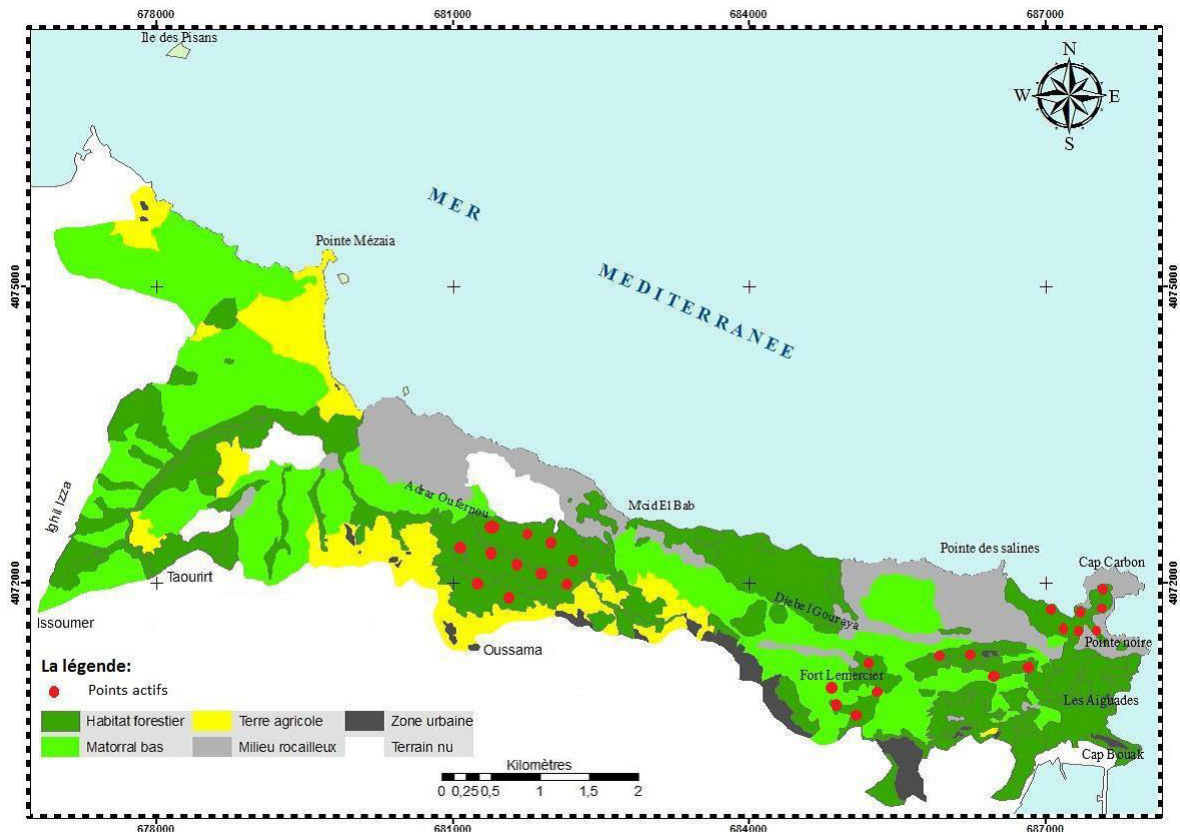 678000 681000 684000 687000
Ile des Pisans
N
W E
S
MER
MEDITERRANEE
Pointe Mézaia
4075000 4075000
Adrar Oufernou
Mcid El Bab
Ighil Izza
Pointe des salines
Cap Carbon
Taourirt
4072000 4072000
Issoumer
Djebel Gouraya
Oussama
Pointe noire
Fort Lemercier
Les Aiguades
Cap Bouak
La légende:
Points actifs
Habitat forestier Terre agricole Zone urbaine
Matorral bas Milieu rocailleux Terrain nu
Kilomètres
0 0,25 0,5 1 1,5 2
678000 681000 684000 687000